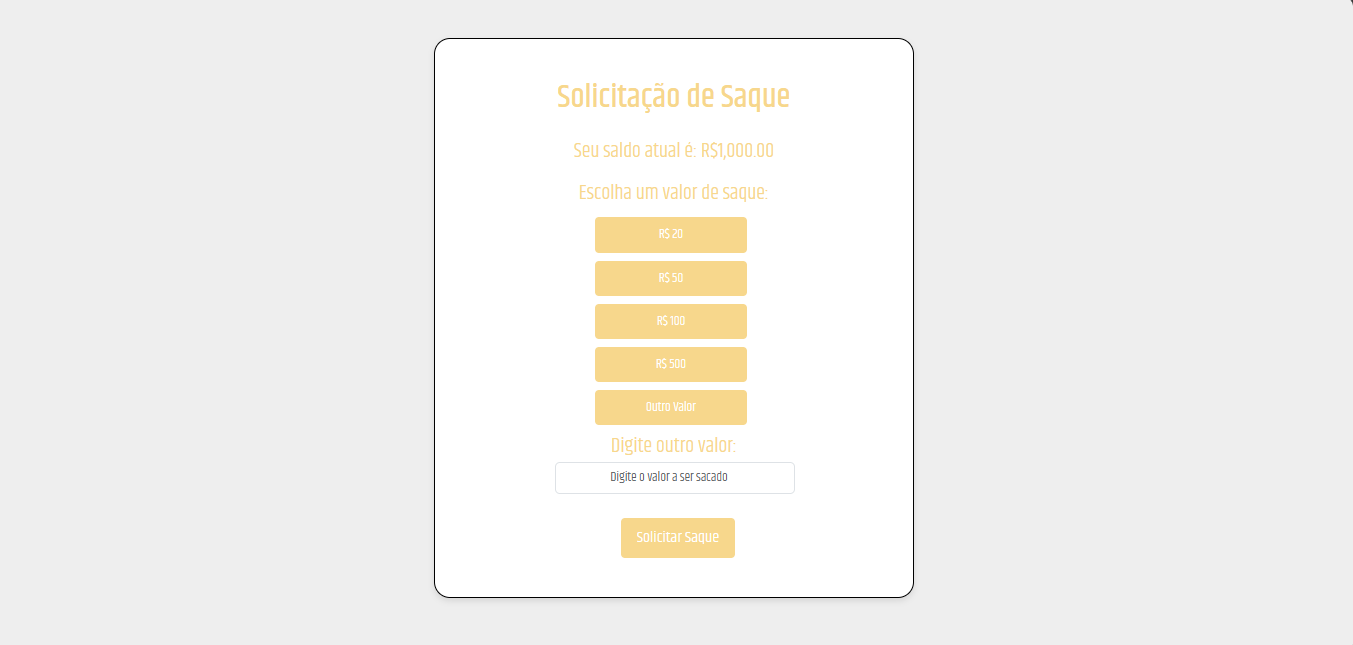 Solicitação de Saque
Seu saldo atual é: R$1,000.00
Escolha um valor de saque:
R$ 20
R$ 50
R$ 100
R$ 500
Outro Valor
Digite outro valor:
Digite o valor a ser sacado
Solicitar Saque